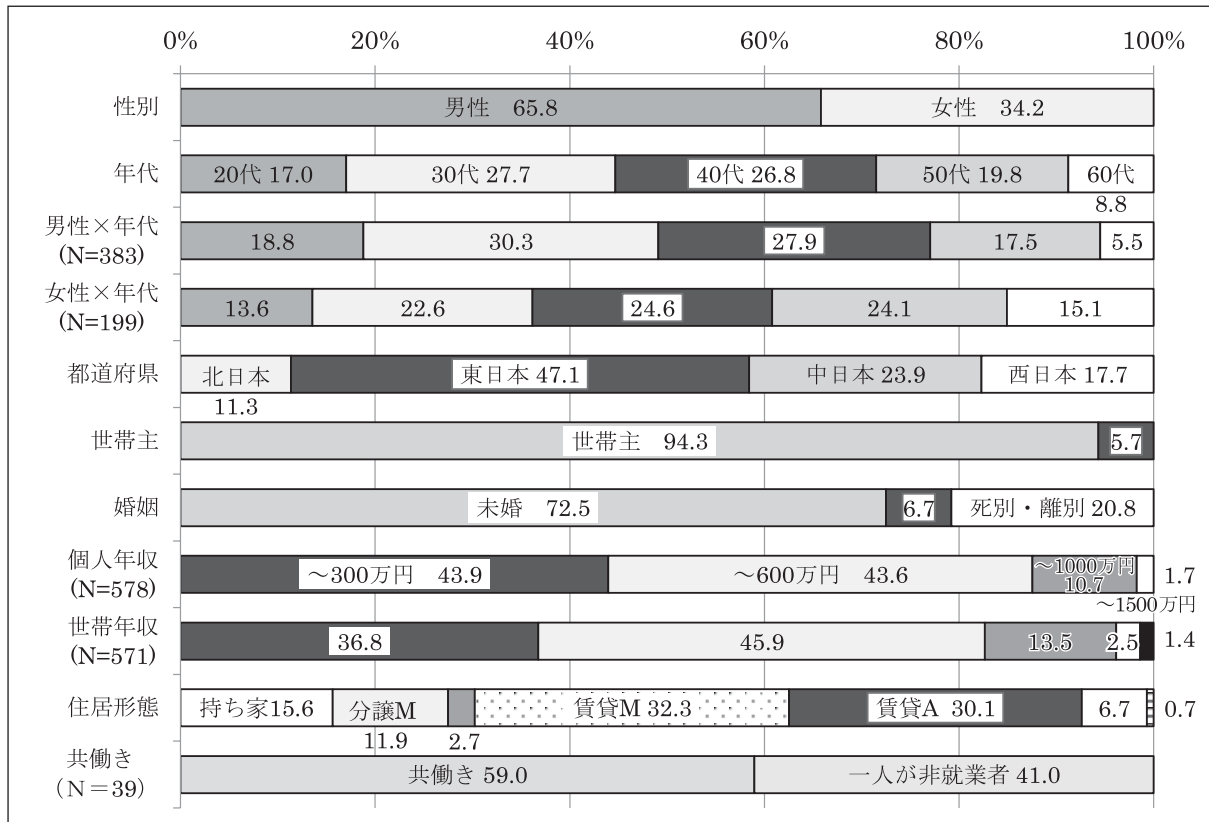 0% 20% 40% 60% 80% 100%
性別 男性 65.8 女性 34.2
年代 20代 17.0 30代 27.7 40代 26.8 50代 19.8 60代
8.8
男性×年代
(N=383)
18.8 30.3 27.9 17.5 5.5
女性×年代
(N=199)
13.6 22.6 24.6 24.1 15.1
都道府県 北日本 東日本 47.1 中日本 23.9 西日本 17.7
11.3
世帯主 世帯主 94.3 5.7
婚姻 未婚 72.5 6.7 死別・離別 20.8
個人年収
(N=578)
～300万円 43.9 ～600万円 43.6 ～1000万円
10.7
1.7
～1500万円
世帯年収
(N=571)
36.8 45.9 13.5 2.5 1.4
住居形態 持ち家15.6 分譲M 賃貸M 32.3 賃貸A 30.1 6.7 0.7
11.9 2.7
共働き
(N＝39)
共働き 59.0 一人が非就業者 41.0